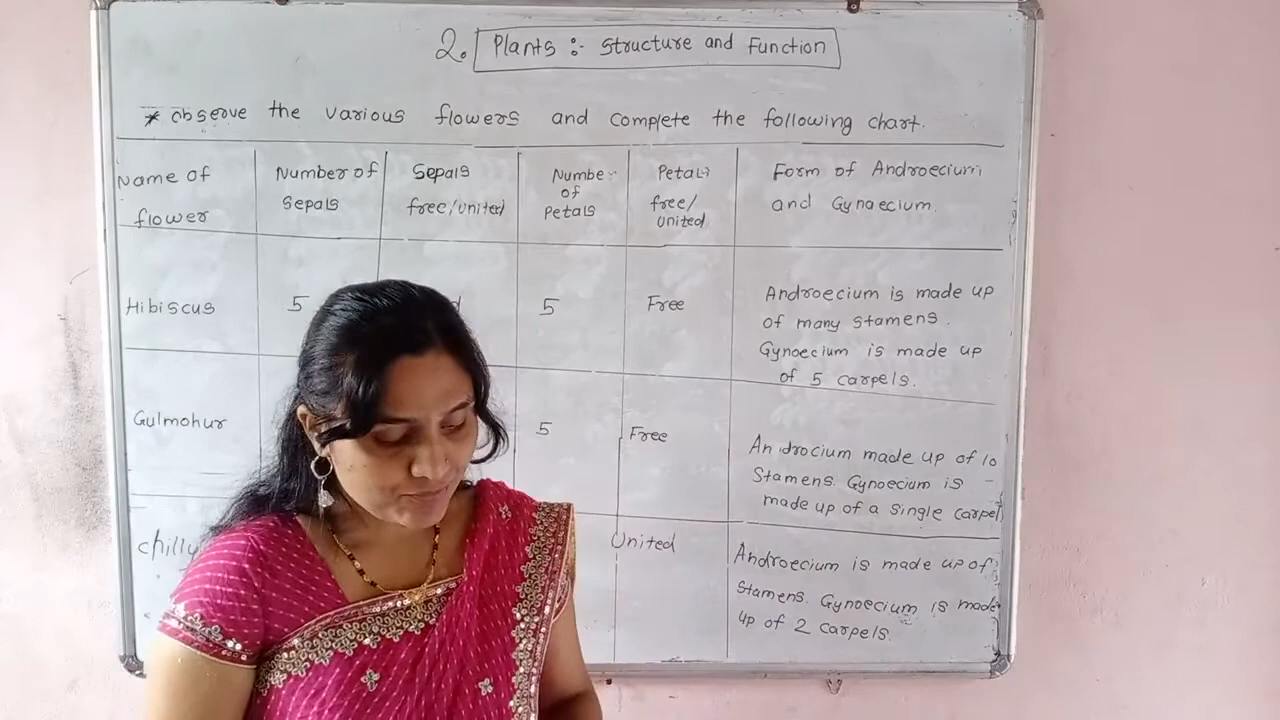 2. Plants :- Structure and Function
* Observe the various flowers and complete the following chart.
Name of
flower
Number of
Sepals
Sepals
free/united
Number
of
Petals
Petals
free/
united
Form of Androecium
and Gynaecium.
Hibiscus
5
5
Free
Androecium is made up
of many stamens.
Gynoecium is made up
of 5 carpels.
Gulmohur
5
Free
Androcium made up of 10
Stamens. Gynoecium is
made up of a single carpel
chilly
United
Androecium is made up of
Stamens. Gynoecium is made
up of 2 carpels.